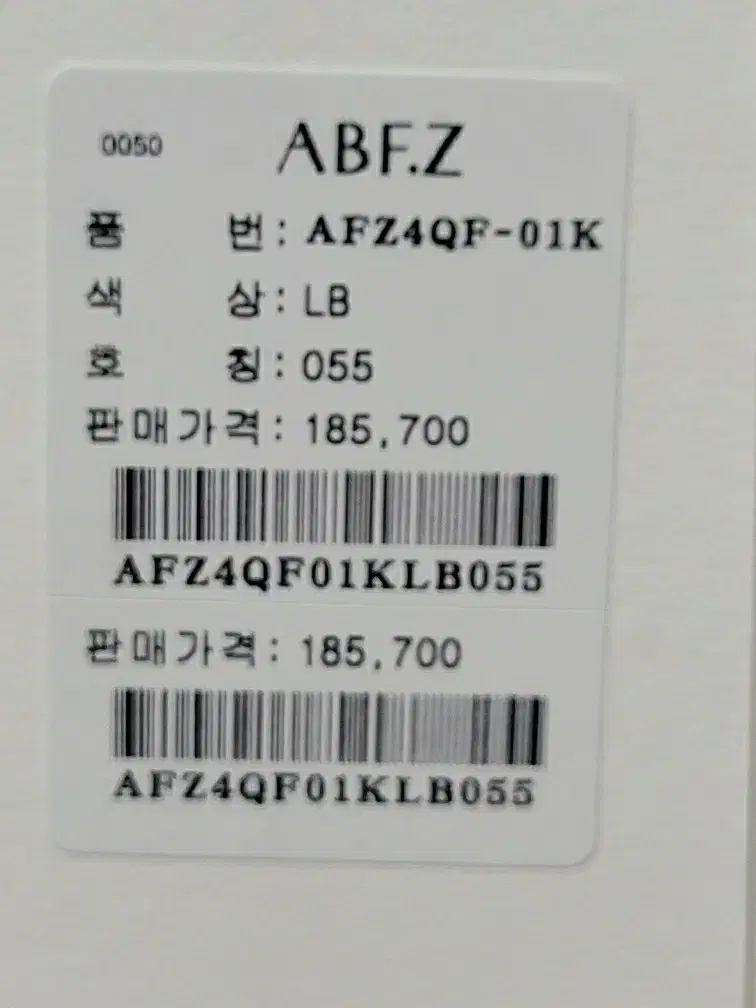 0050 ABF.Z
품 번: AFZ4QF-01K
색 상: LB
호 칭: 055
판매가격: 185,700
AFZ4QF01KLB055
판매가격: 185,700
AFZ4QF01KLB055